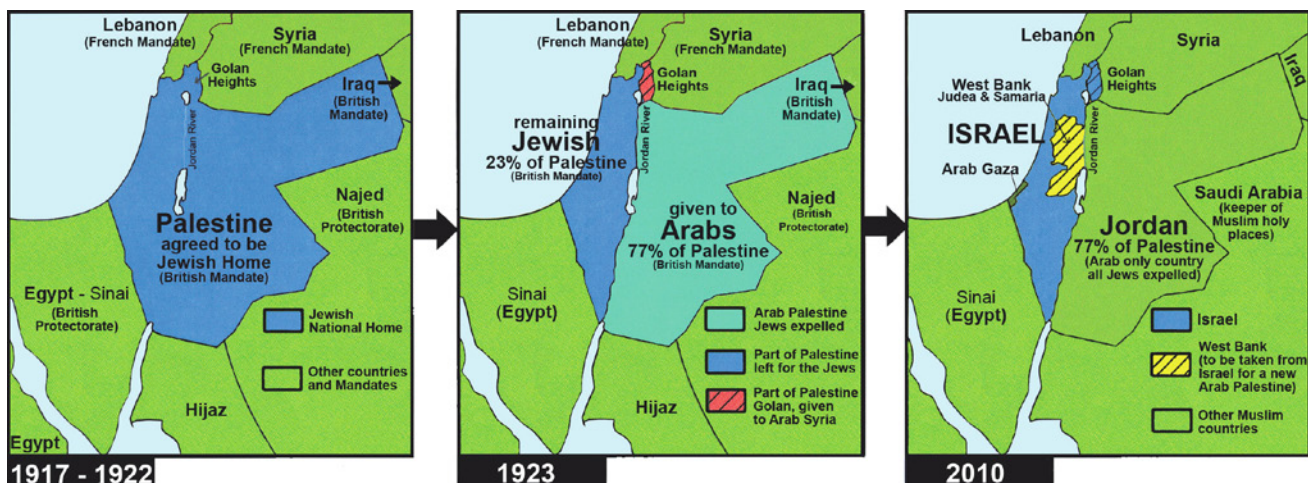 Lebanon
(French Mandate)
Syria
(French Mandate)
Golan
Heights
Iraq
(British
Mandate)
Jordan River
Najed
(British
Protectorate)
Palestine
agreed to be
Jewish Home
(British Mandate)
Egypt - Sinai
(British
Protectorate)
Jewish
National Home
Other countries
and Mandates
Hijaz
Egypt
1917 - 1922
Lebanon
(French Mandate)
Syria
(French Mandate)
Golan
Heights
Iraq
(British
Mandate)
remaining
Jewish
23% of Palestine
(British Mandate)
Jordan River
Najed
(British
Protectorate)
given to
Arabs
77% of Palestine
(British Mandate)
Sinai
(Egypt)
Arab Palestine
Jews expelled
Part of Palestine
left for the Jews
Part of Palestine
Golan, given
to Arab Syria
Hijaz
1923
Lebanon
Syria
Iraq
Golan
Heights
West Bank
Judea & Samaria
ISRAEL
Jordan River
Arab Gaza
Saudi Arabia
(keeper of
Muslim holy
places)
Jordan
77% of Palestine
(Arab only country
all Jews expelled)
Sinai
(Egypt)
Israel
West Bank
(to be taken from
Israel for a new
Arab Palestine)
Other Muslim
countries
2010